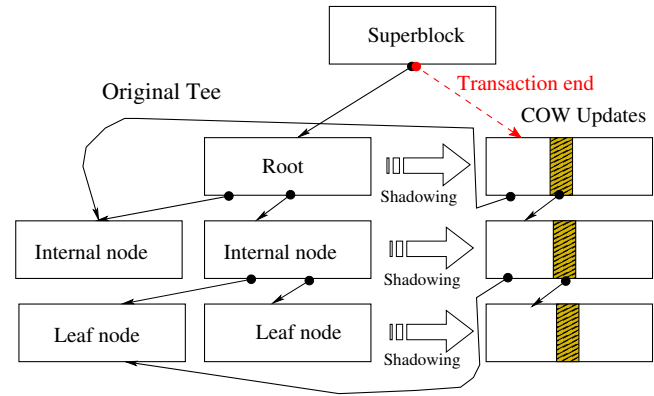 Superblock
Transaction end
Original Tee
COW Updates
Root
Shadowing
Internal node
Internal node
Shadowing
Leaf node
Leaf node
Shadowing